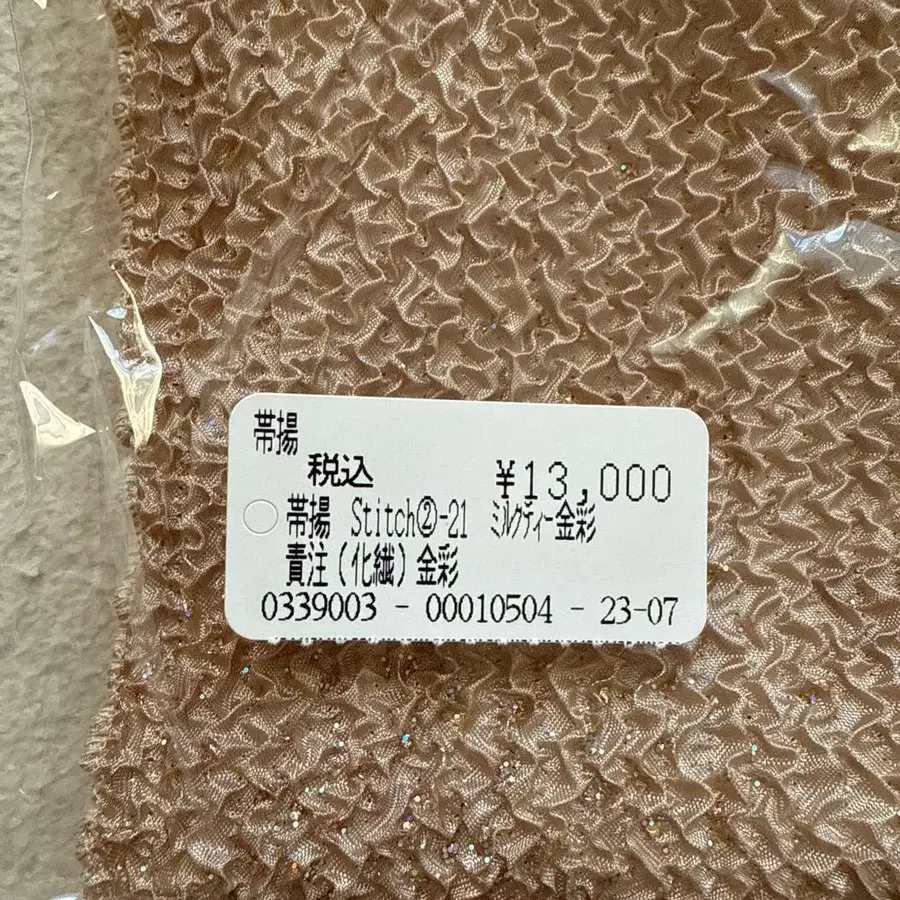 帯揚
税込 ¥13,000
帯揚 Stitch②-21 ミルクティー金彩
責注(化繊)金彩
0339003 - 00010504 - 23-07